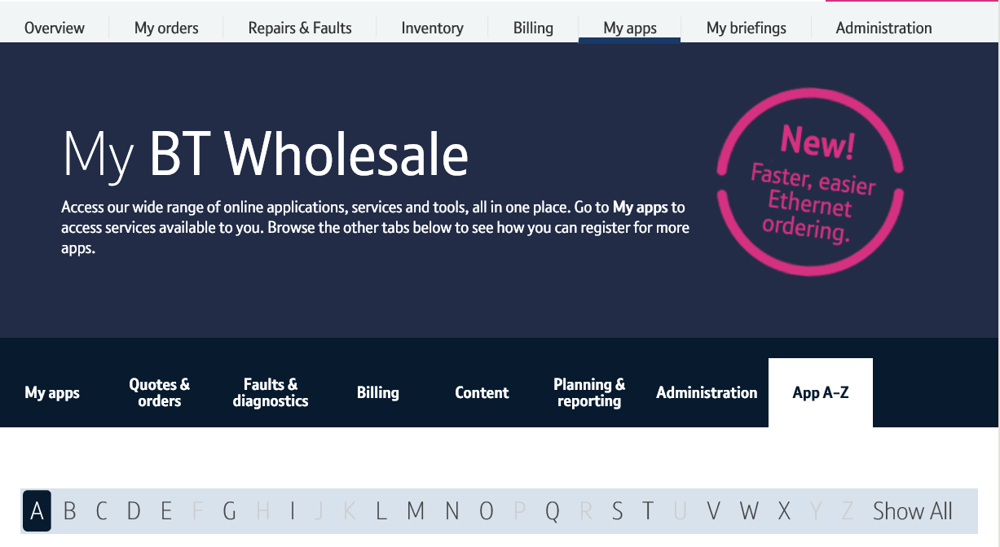 Overview My orders Repairs & Faults Inventory Billing My apps My briefings Administration
My BT Wholesale
Access our wide range of online applications, services and tools, all in one place. Go to My apps to
access services available to you. Browse the other tabs below to see how you can register for more
apps.
New!
Faster, easier
Ethernet
ordering.
My apps
Quotes &
orders
Faults &
diagnostics
Billing
Content
Planning &
reporting
Administration
App A-Z
A B C D E F G H I J K L M N O P Q R S T U V W X Y Z Show All